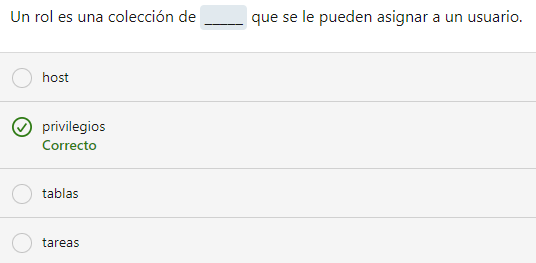 Un rol es una colección de _____ que se le pueden asignar a un usuario.
host
privilegios
Correcto
tablas
tareas